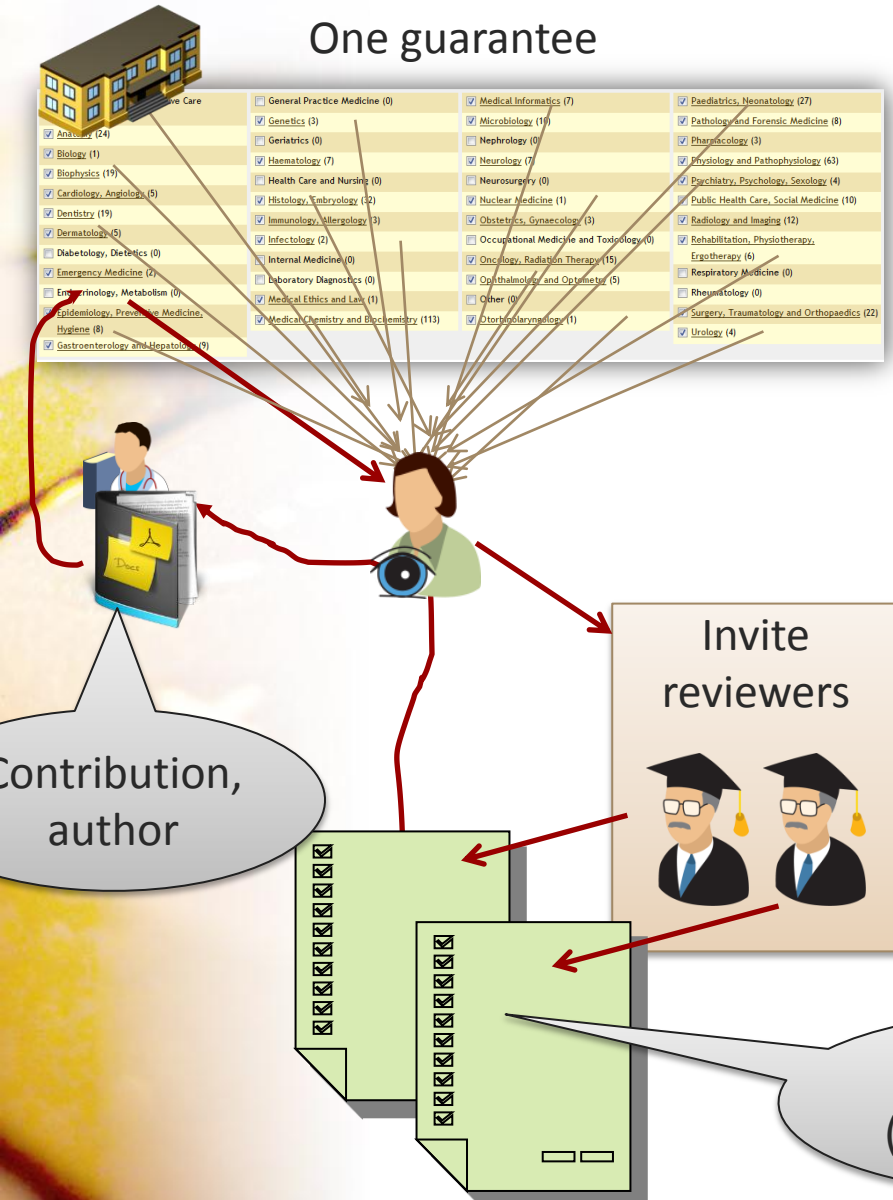 One guarantee
ve Care
Anatomy (24)
Biology (1)
Biophysics (19)
Cardiology, Angiology (5)
Dentistry (19)
Dermatology (5)
Diabetology, Dietetics (0)
Emergency Medicine (2)
Endocrinology, Metabolism (0)
Epidemiology, Preventive Medicine,
Hygiene (8)
Gastroenterology and Hepatology (9)
General Practice Medicine (0)
Genetics (3)
Geriatrics (0)
Haematology (7)
Health Care and Nursing (0)
Histology, Embryology (32)
Immunology, Allergology (3)
Infectology (2)
Internal Medicine (0)
Laboratory Diagnostics (0)
Medical Ethics and Law (1)
Medical Chemistry and Biochemistry (113)
Medical Informatics (7)
Microbiology (10)
Nephrology (0)
Neurology (7)
Neurosurgery (0)
Nuclear Medicine (1)
Obstetrics, Gynaecology (3)
Occupational Medicine and Toxicology (0)
Oncology, Radiation Therapy (15)
Ophthalmology and Optometry (5)
Other (0)
Otorhinolaryngology (1)
Paediatrics, Neonatology (27)
Pathology and Forensic Medicine (8)
Pharmacology (3)
Physiology and Pathophysiology (63)
Psychiatry, Psychology, Sexology (4)
Public Health Care, Social Medicine (10)
Radiology and Imaging (12)
Rehabilitation, Physiotherapy,
Ergotherapy (6)
Respiratory Medicine (0)
Rheumatology (0)
Surgery, Traumatology and Orthopaedics (22)
Urology (4)
Docs
Invite
reviewers
Contribution,
author
(